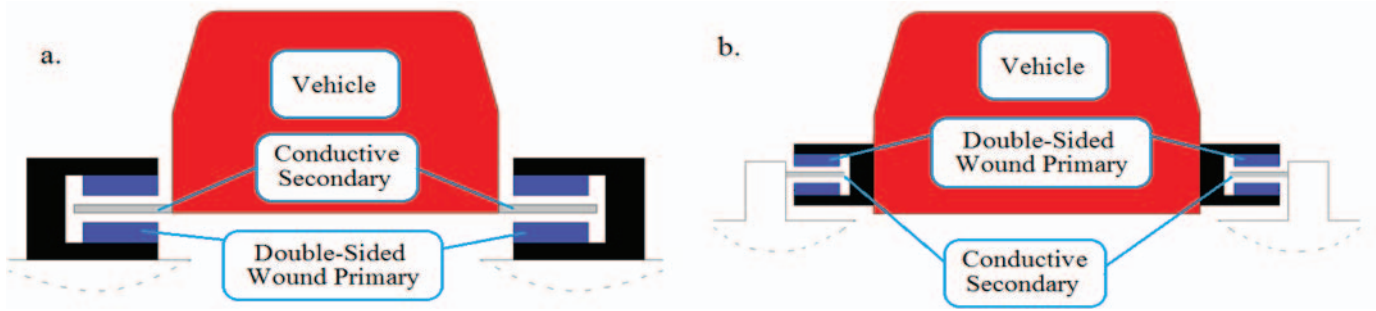 a.
Vehicle
Conductive
Secondary
Double-Sided
Wound Primary
b.
Vehicle
Double-Sided
Wound Primary
Conductive
Secondary